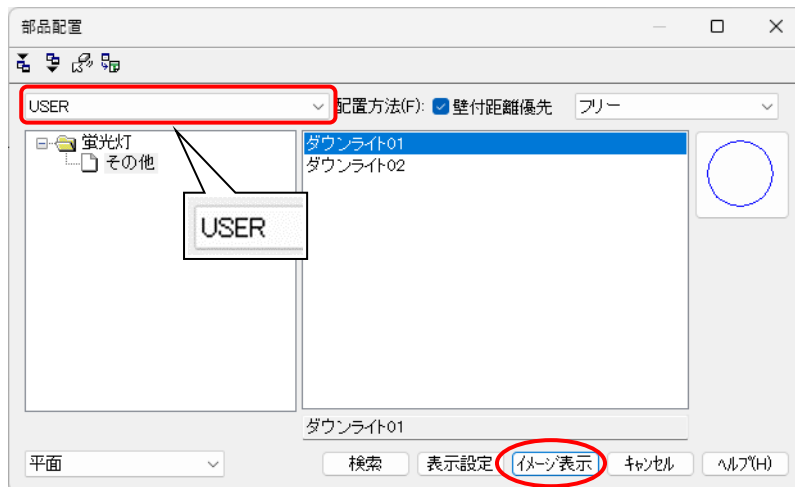 部品配置
USER
配置方法(F):
壁付距離優先
フリー
蛍光灯
その他
ダウンライト01
ダウンライト02
USER
ダウンライト01
平面
検索
表示設定
イメージ表示
キャンセル
ヘルプ(H)